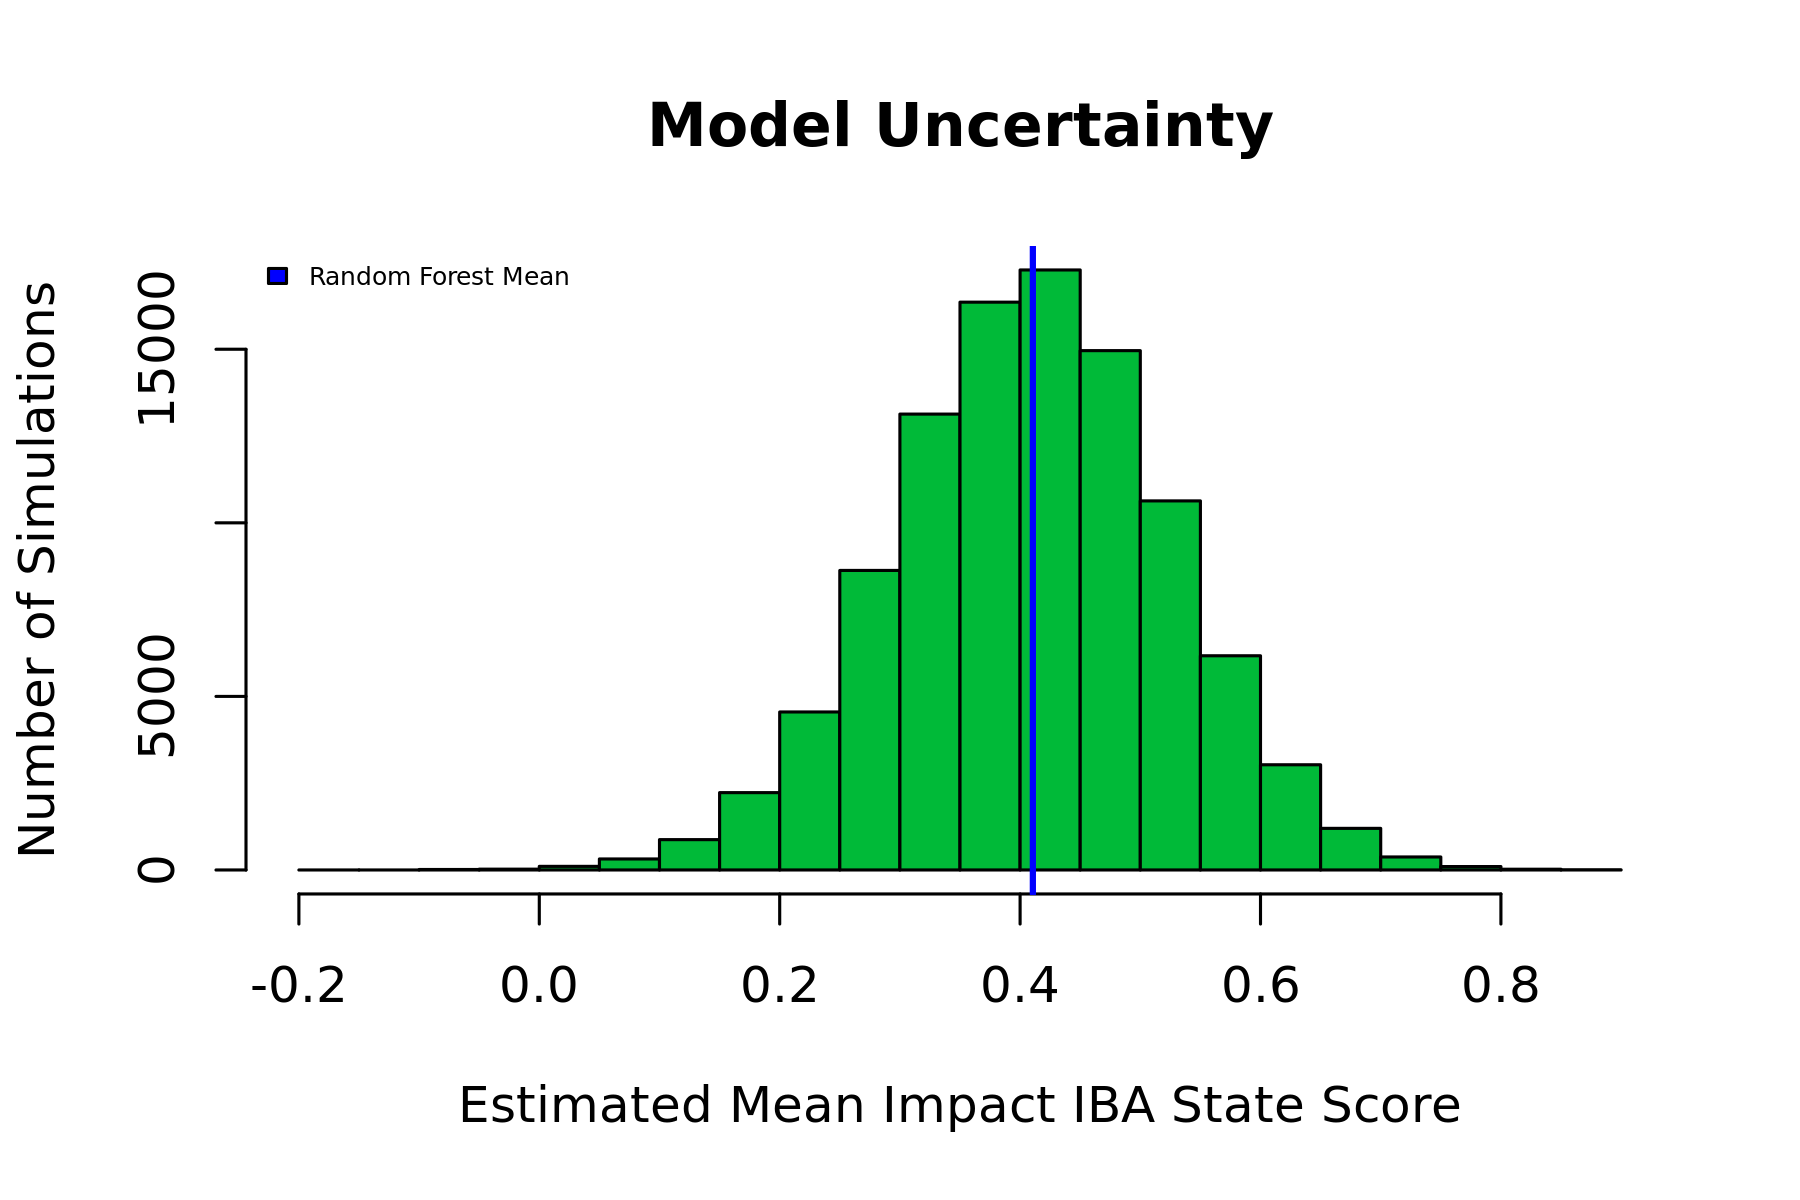 Model Uncertainty
Random Forest Mean
Number of Simulations
15000
5000
0
-0.2 0.0 0.2 0.4 0.6 0.8
Estimated Mean Impact IBA State Score